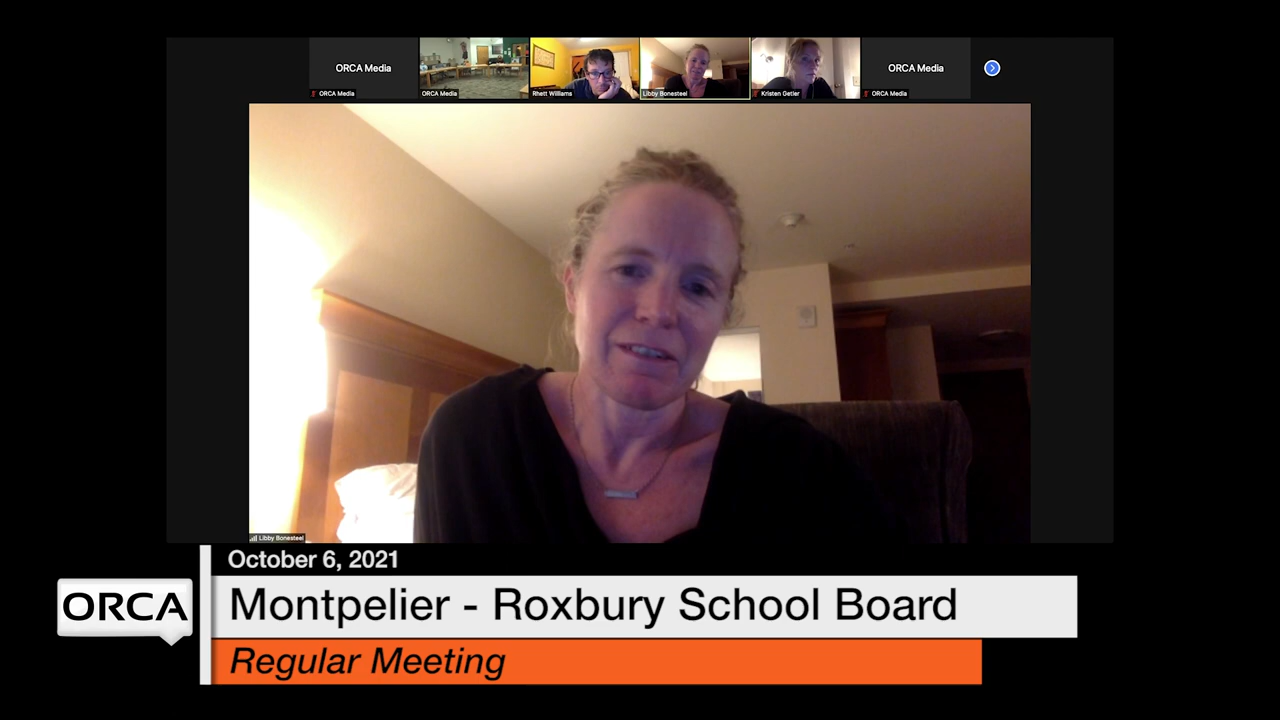 ORCA Media
ORCA Media
ORCA Media
Rhett Williams
Libby Bonesteel
Kristen Getler
ORCA Media
ORCA Media
Libby Bonesteel
October 6, 2021
ORCA
Montpelier - Roxbury School Board
Regular Meeting